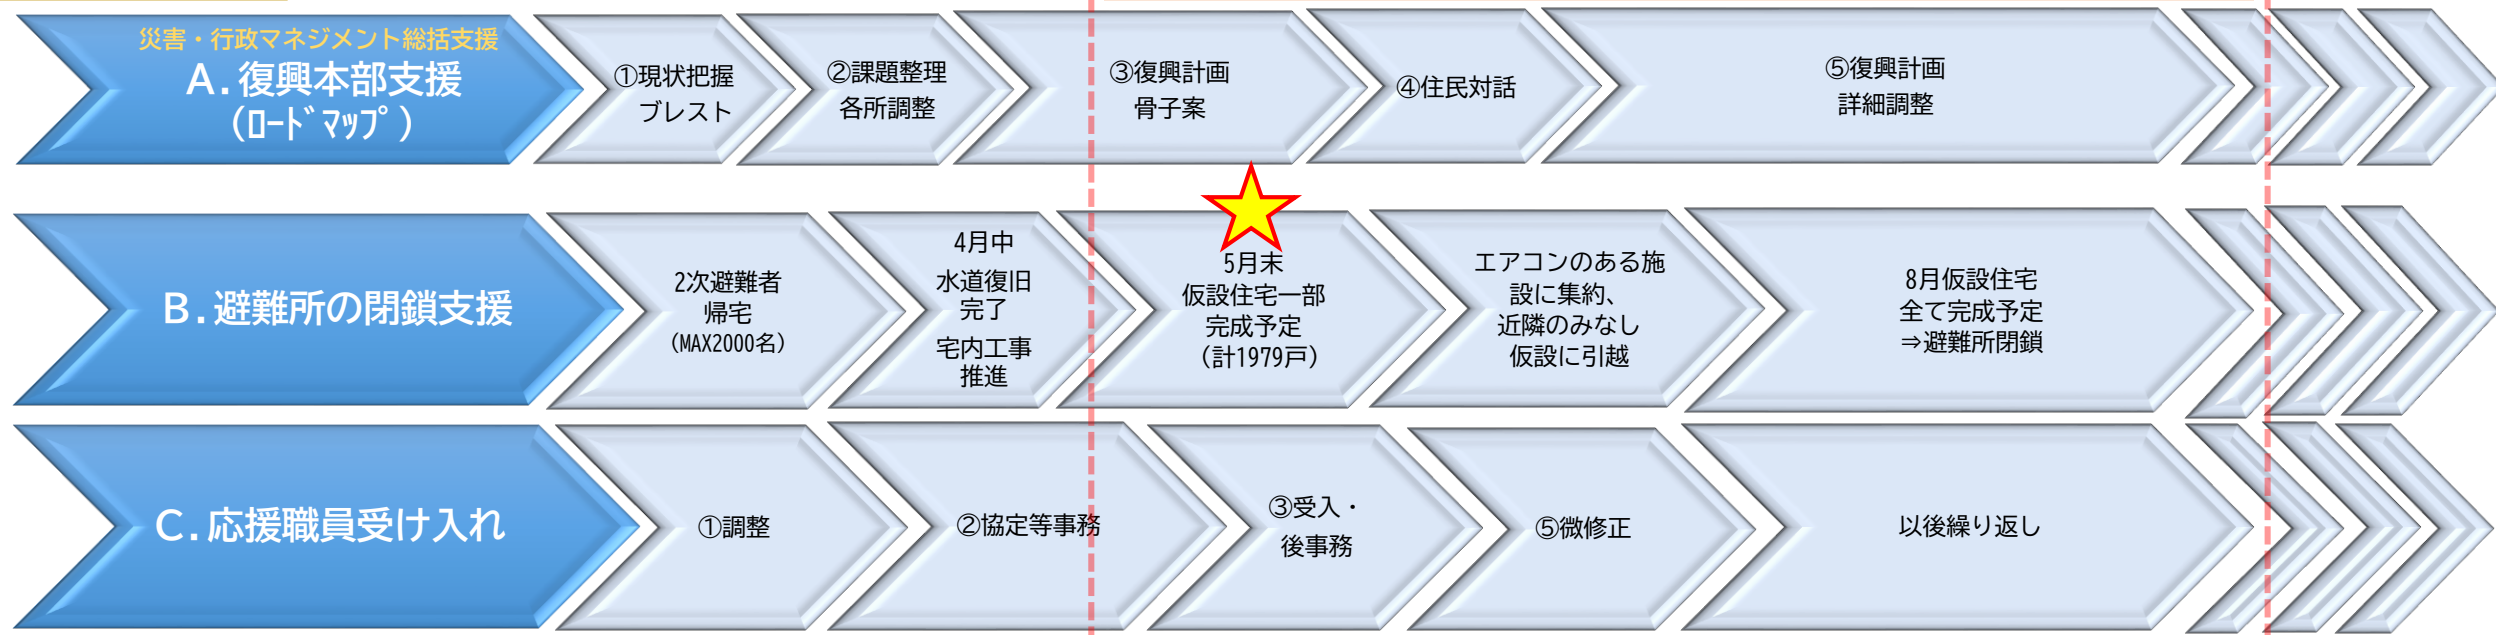 災害・行政マネジメント総括支援
A.復興本部支援
(ﾛｰﾄﾞﾏｯﾌﾟ)
①現状把握
ブレスト
②課題整理
各所調整
③復興計画
骨子案
④住民対話
⑤復興計画
詳細調整
B.避難所の閉鎖支援
2次避難者
帰宅
(MAX2000名)
4月中
水道復旧
完了
宅内工事
推進
5月末
仮設住宅一部
完成予定
(計1979戸)
エアコンのある施
設に集約、
近隣のみなし
仮設に引越
8月仮設住宅
全て完成予定
⇒避難所閉鎖
C.応援職員受け入れ
①調整
②協定等事務
③受入・
後事務
⑤微修正
以後繰り返し